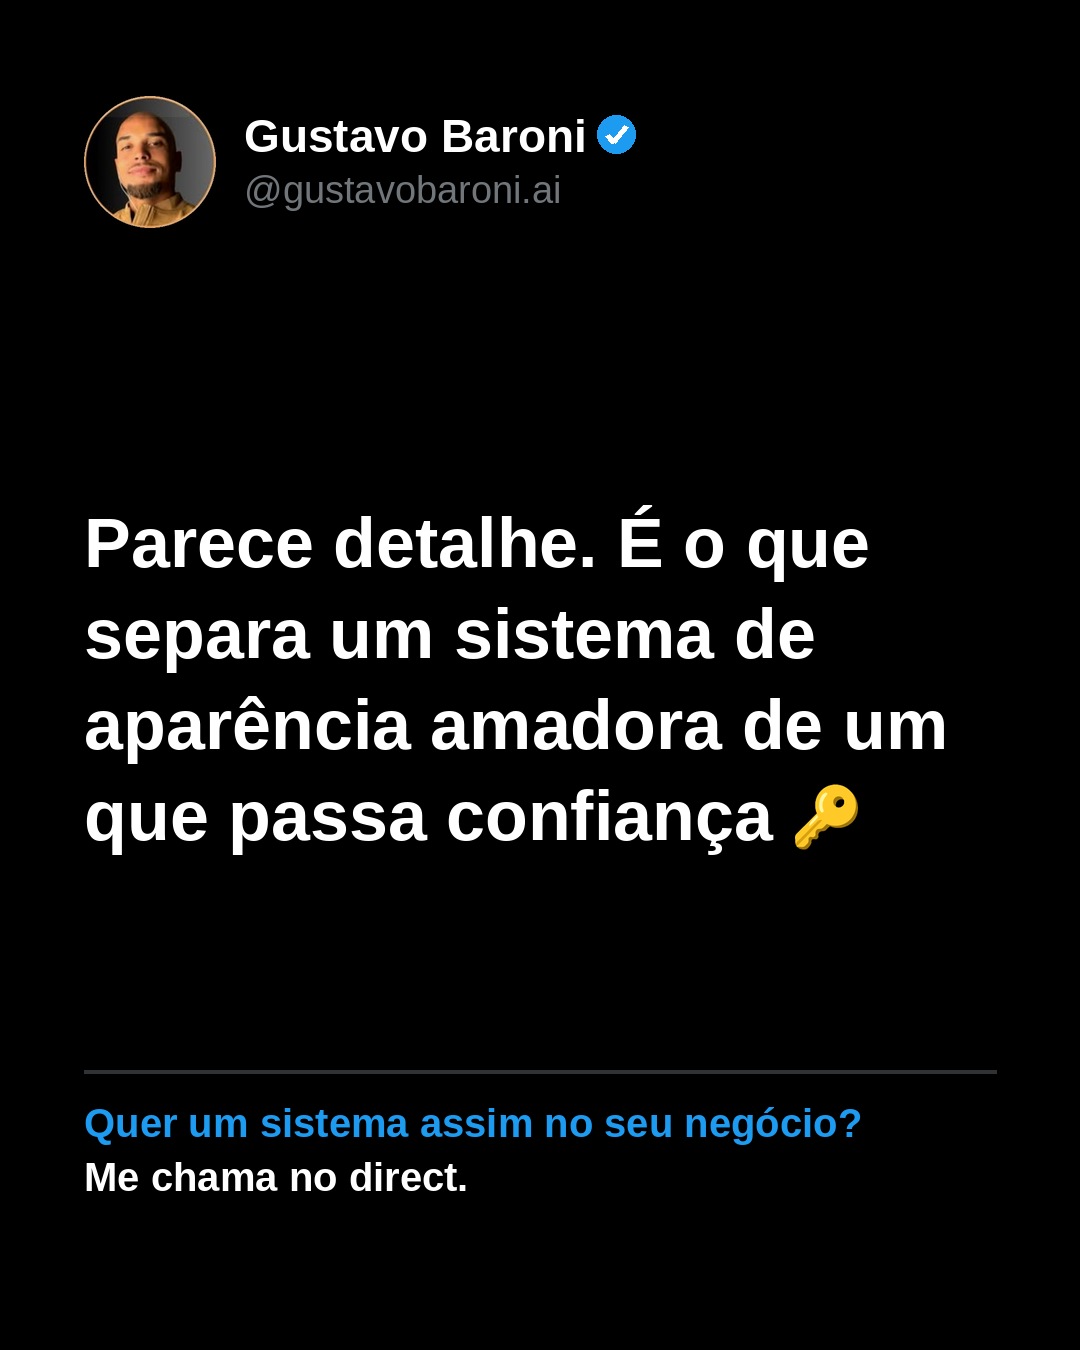 Gustavo Baroni
@gustavobaroni.ai
Parece detalhe. É o que
separa um sistema de
aparência amadora de um
que passa confiança 🔑
Quer um sistema assim no seu negócio?
Me chama no direct.